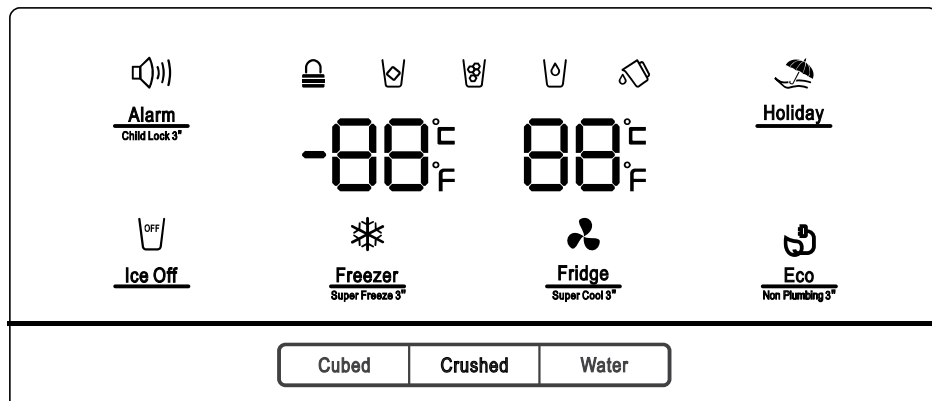 Alarm
Child Lock 3"
-88 °C °F
88 °C °F
Holiday
OFF
Ice Off
Freezer
Super Freeze 3"
Fridge
Super Cool 3"
Eco
Non Plumbing 3"
Cubed
Crushed
Water